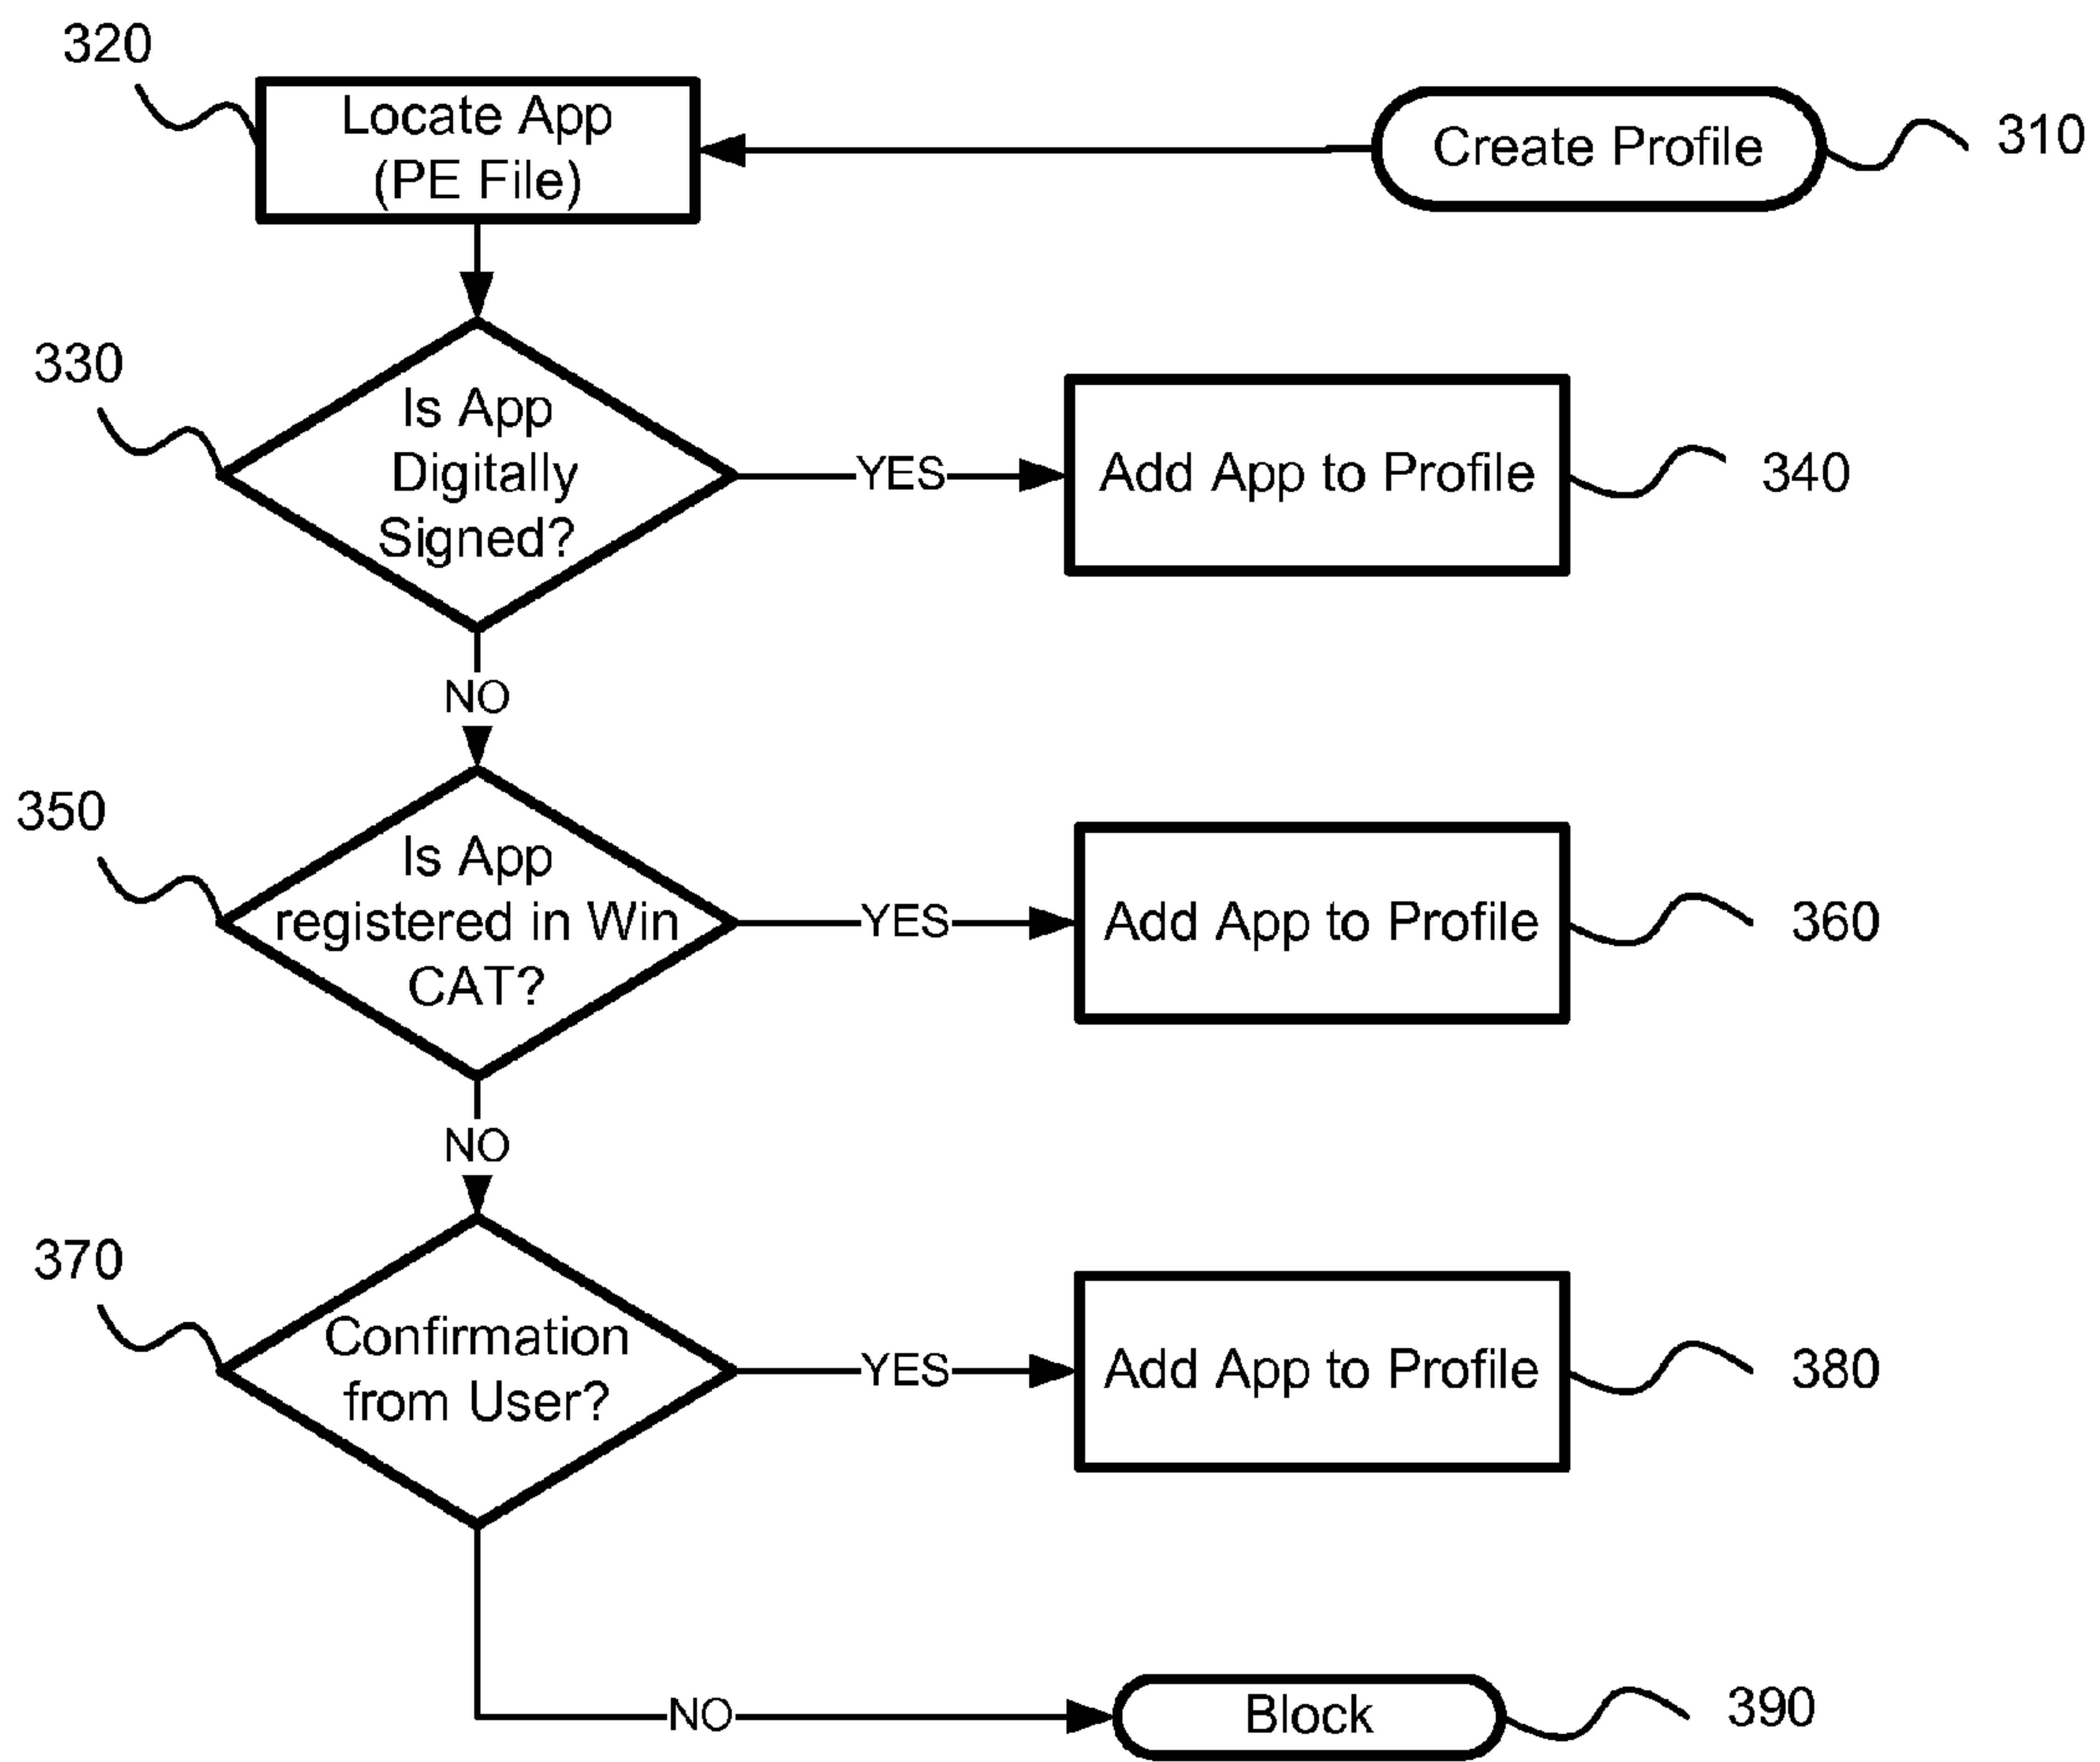 320
Locate App
(PE File)
Create Profile
310
330
Is App
Digitally
Signed?
YES
Add App to Profile
340
NO
350
Is App
registered in Win
CAT?
YES
Add App to Profile
360
NO
370
Confirmation
from User?
YES
Add App to Profile
380
NO
Block
390